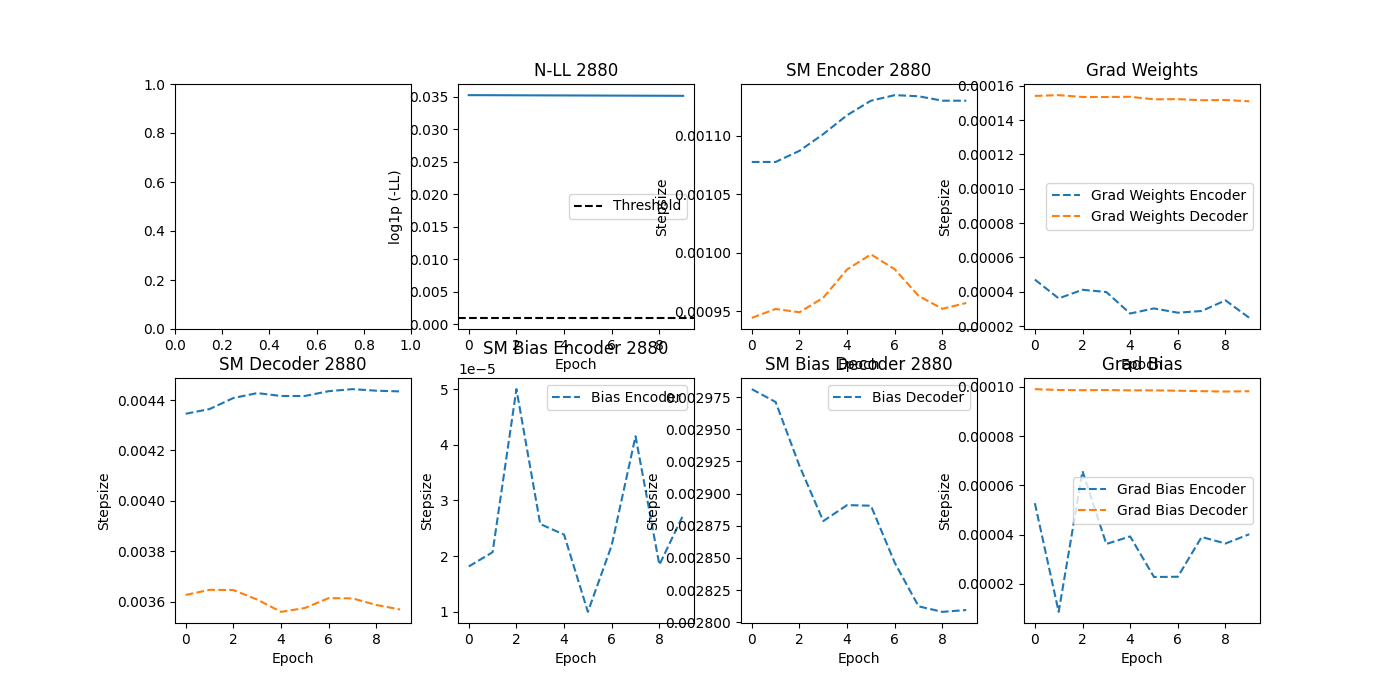 N-LL 2880
SM Encoder 2880
Grad Weights
1.0
0.8
0.6
0.4
0.2
0.0
0.0 0.2 0.4 0.6 0.8 1.0
log1p (-LL)
0.035
0.030
0.025
0.020
0.015
0.010
0.005
0.000
Threshold
0 2 4 6 8
Epoch
Stepsize
0.00110
0.00105
0.00100
0.00095
0 2 4 6 8
Epoch
Stepsize
0.00016
0.00014
0.00012
0.00010
0.00008
0.00006
0.00004
0.00002
Grad Weights Encoder
Grad Weights Decoder
0 2 4 6 8
Epoch
SM Decoder 2880
SM Bias Encoder 2880
SM Bias Decoder 2880
Grad Bias
Stepsize
0.0044
0.0042
0.0040
0.0038
0.0036
0 2 4 6 8
Epoch
1e−5
Stepsize
5
4
3
2
1
Bias Encoder
0 2 4 6 8
Epoch
Stepsize
0.002975
0.002950
0.002925
0.002900
0.002875
0.002850
0.002825
0.002800
Bias Decoder
0 2 4 6 8
Epoch
Stepsize
0.00010
0.00008
0.00006
0.00004
0.00002
Grad Bias Encoder
Grad Bias Decoder
0 2 4 6 8
Epoch